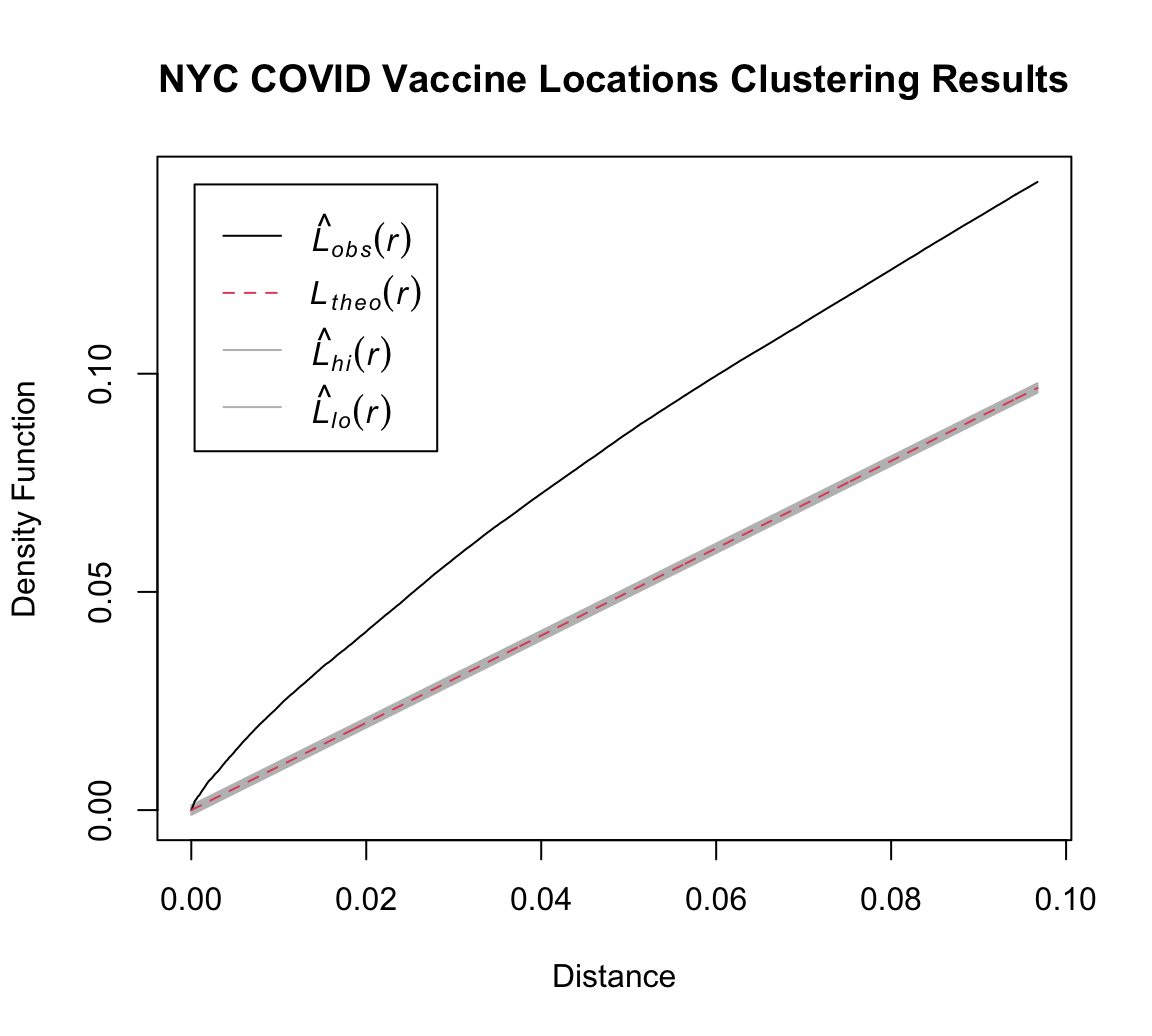 NYC COVID Vaccine Locations Clustering Results
L̂obs(r)
Ltheo(r)
L̂hi(r)
L̂lo(r)
Density Function
0.10
0.05
0.00
0.00 0.02 0.04 0.06 0.08 0.10
Distance